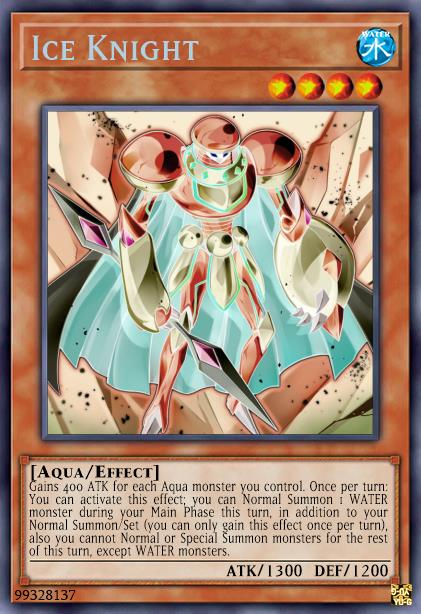 ICE KNIGHT
WATER
水
[AQUA/EFFECT]
Gains 400 ATK for each Aqua monster you control. Once per turn:
You can activate this effect; you can Normal Summon 1 WATER
monster during your Main Phase this turn, in addition to your
Normal Summon/Set (you can only gain this effect once per turn),
also you cannot Normal or Special Summon monsters for the rest
of this turn, except WATER monsters.
ATK/1300 DEF/1200
99328137